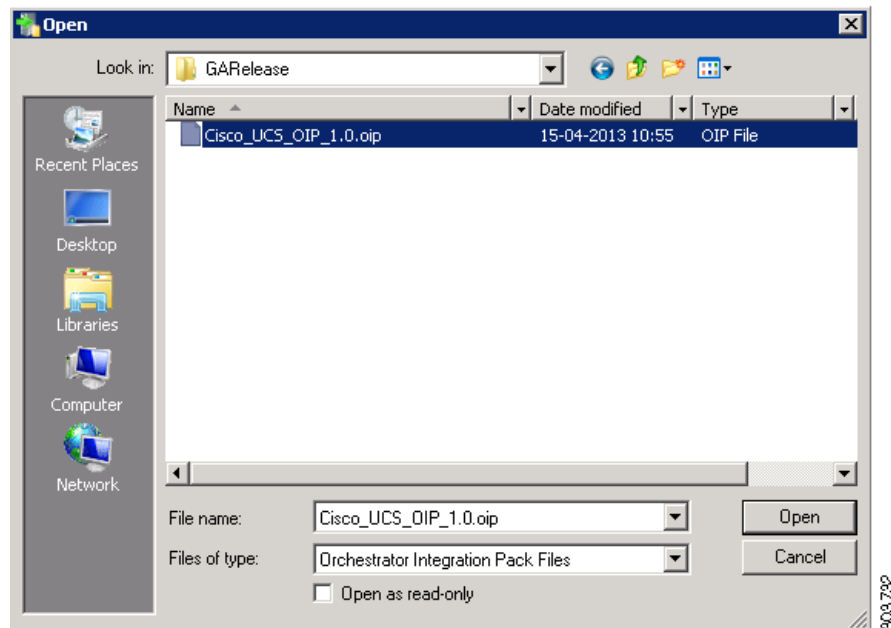 Open
Look in:
GARelease
Name
Date modified
Type
Cisco_UCS_OIP_1.0.oip
15-04-2013 10:55
OIP File
Recent Places
Desktop
Libraries
Computer
Network
File name:
Cisco_UCS_OIP_1.0.oip
Open
Files of type:
Orchestrator Integration Pack Files
Cancel
Open as read-only
303732